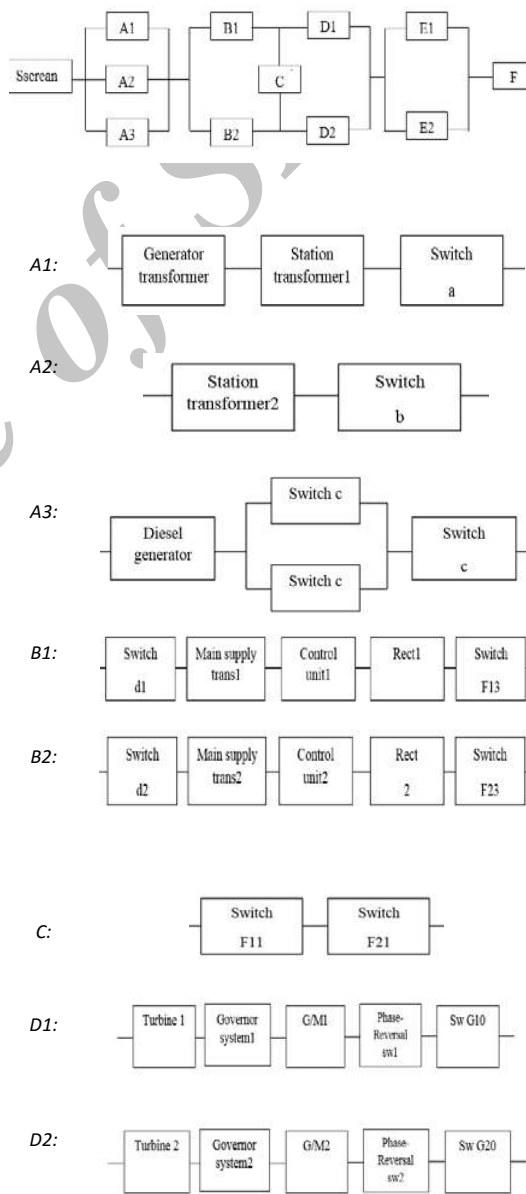 A1
B1
D1
E1
Sscrean
A2
C
F
A3
B2
D2
E2
of
A1:
Generator
transformer
Station
transformer1
Switch
a
A2:
Station
transformer2
Switch
b
A3:
Diesel
generator
Switch c
Switch c
Switch
c
B1:
Switch
d1
Main supply
trans1
Control
unit1
Rect1
Switch
F13
B2:
Switch
d2
Main supply
trans2
Control
unit2
Rect
2
Switch
F23
C:
Switch
F11
Switch
F21
D1:
Turbine 1
Governor
system1
G/M1
Phase-
Reversal
sw1
Sw G10
D2:
Turbine 2
Governor
system2
G/M2
Phase-
Reversal
sw2
Sw G20